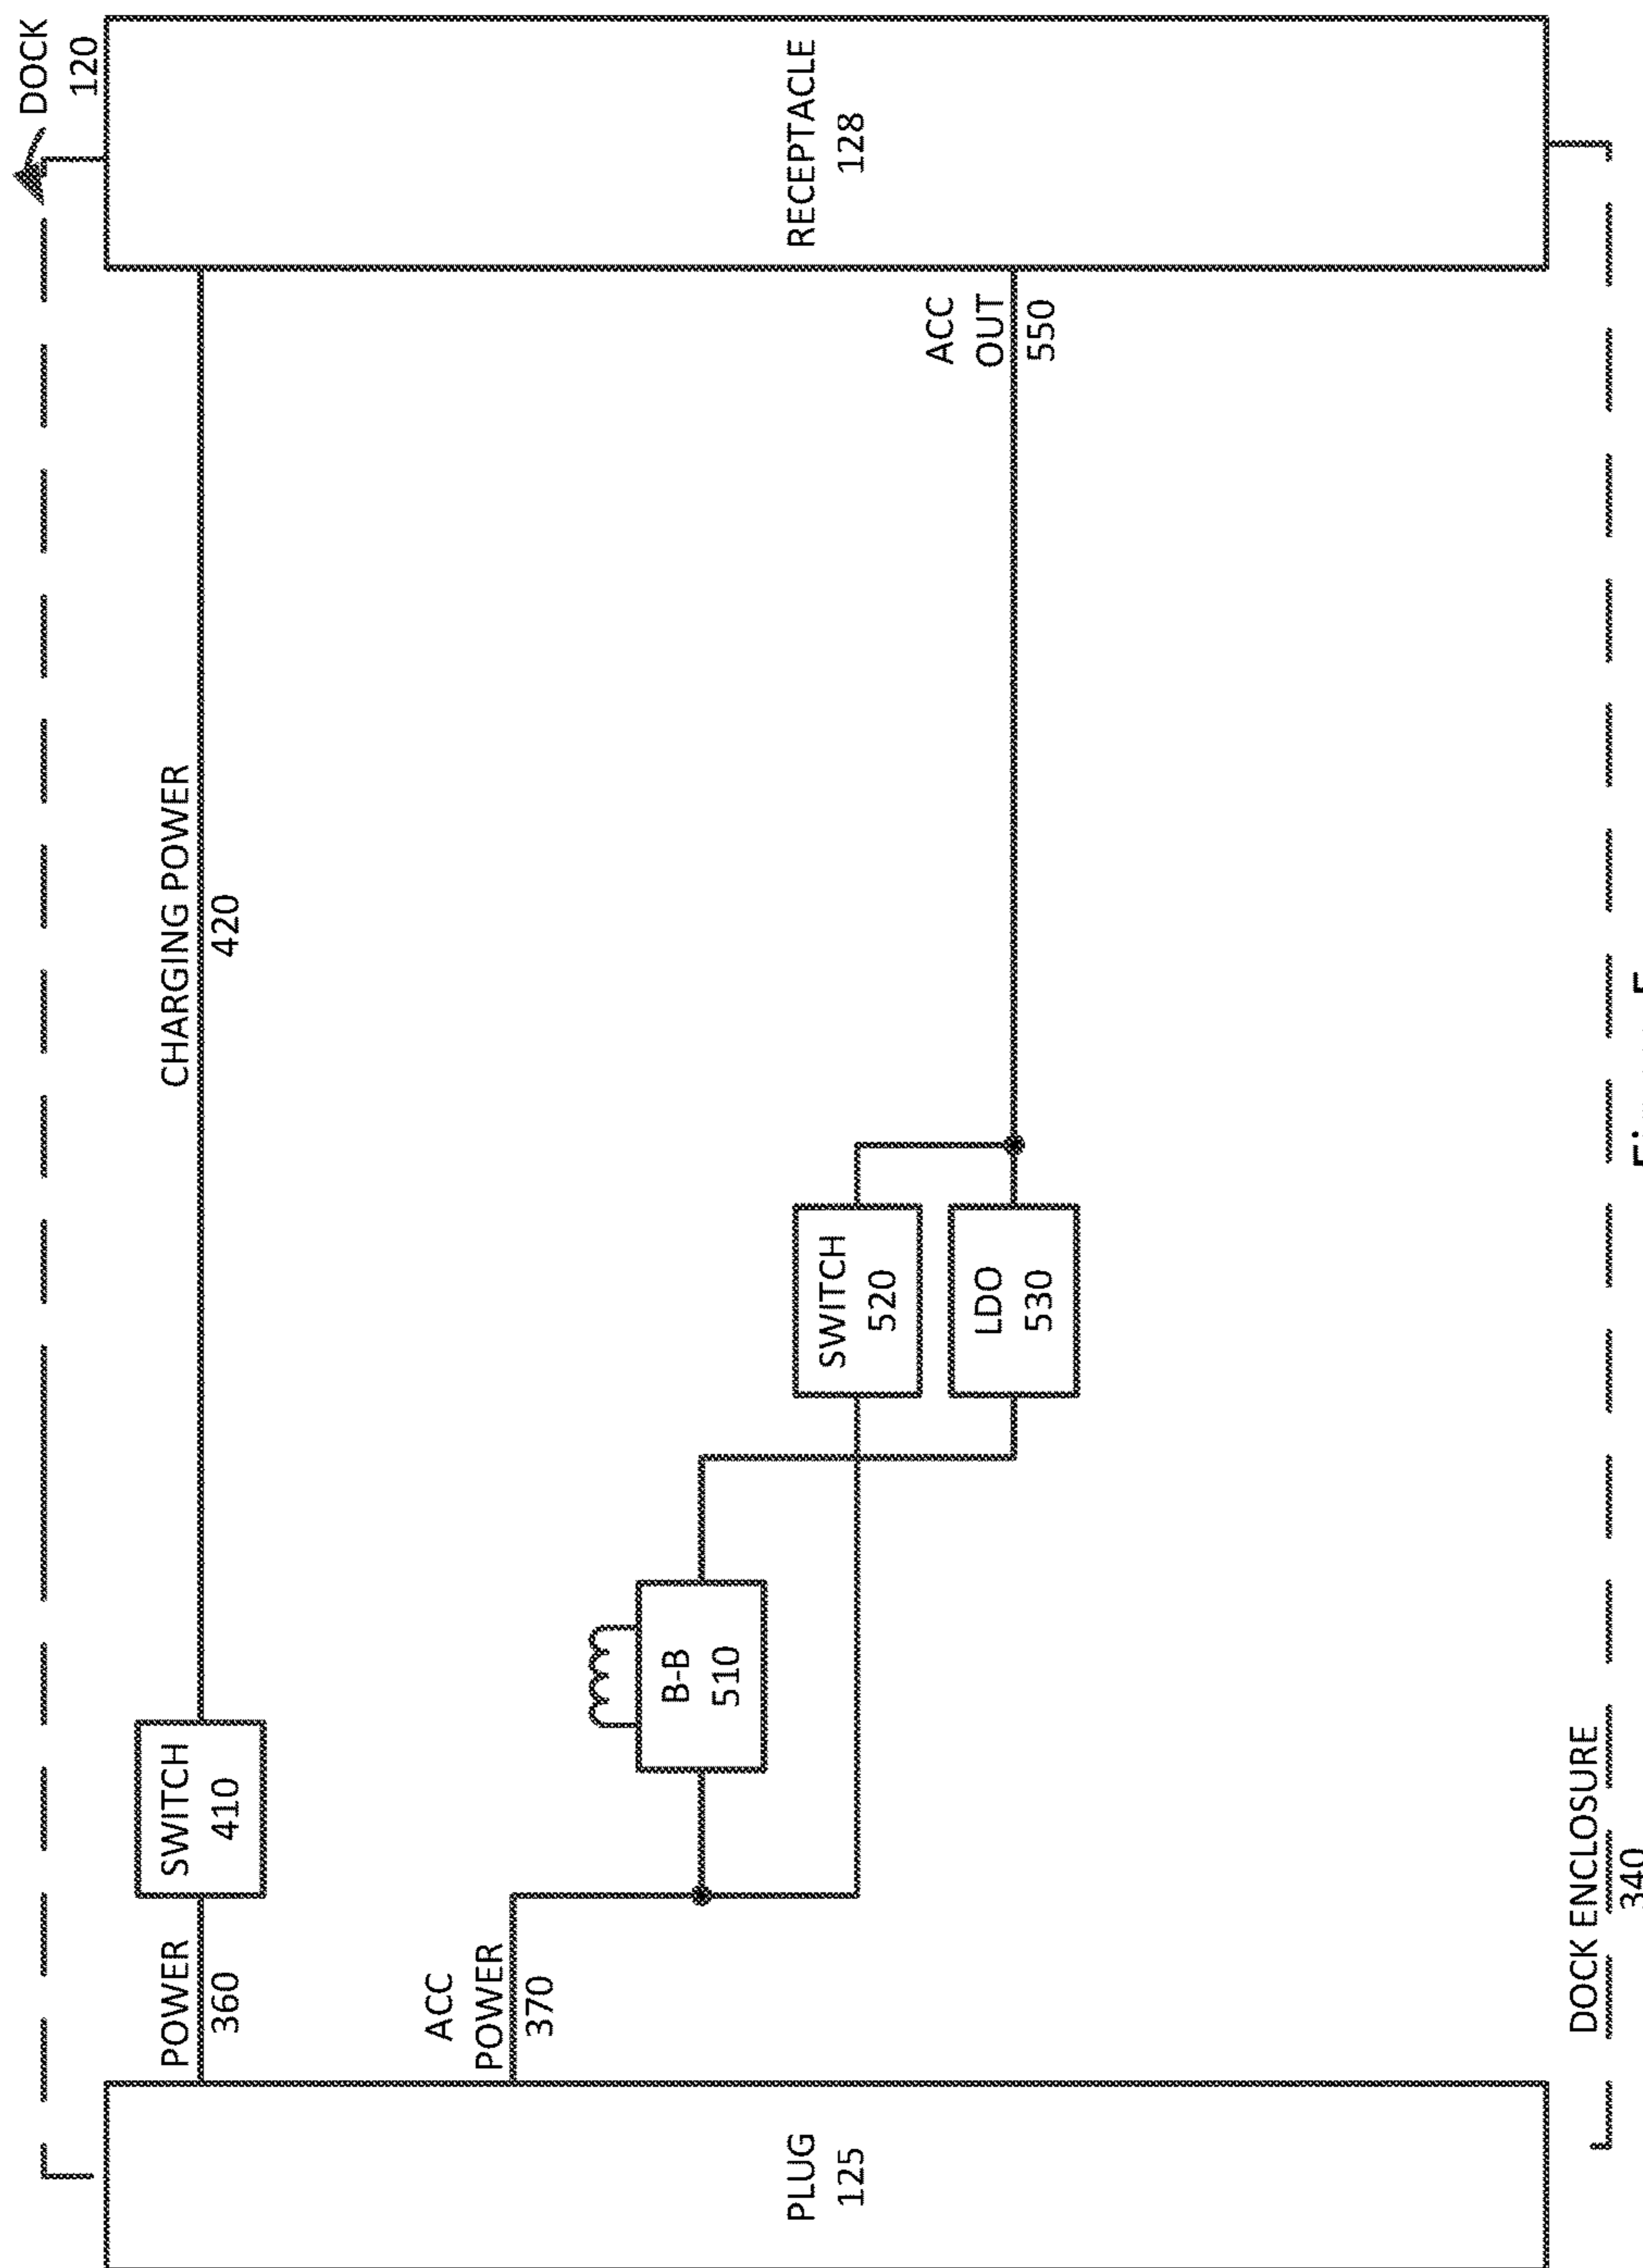 DOCK
120
RECEPTACLE
128
CHARGING POWER
420
ACC
OUT
550
SWITCH
410
POWER
360
ACC
POWER
370
B-B
510
SWITCH
520
LDO
530
PLUG
125
DOCK ENCLOSURE
340